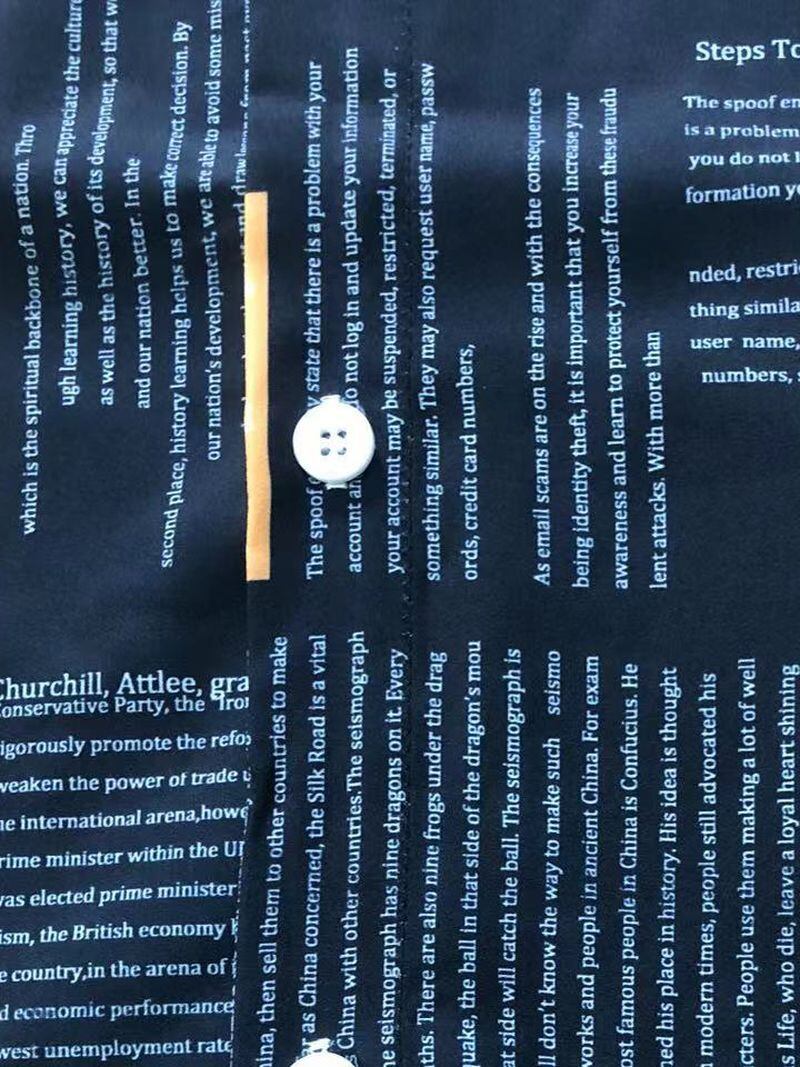 which is the spiritual backbone of a nation. Thro
ugh learning history, we can appreciate the culture
as well as the history of its development, so that w
and our nation better. In the
second place, history learning helps us to make correct decision. By
our nation's development, we are able to avoid some mis
The spoof state that there is a problem with your
account not log in and update your information
your account may be suspended, restricted, terminated, or
something similar. They may also request user name, passw
ords, credit card numbers,
As email scams are on the rise and with the consequences
being identity theft, it is important that you increase your
awareness and learn to protect yourself from these fraudu
lent attacks. With more than
Steps To
The spoof em
is a problem
you do not l
formation yo
nded, restric
thing simila
user name,
numbers, s
Churchill, Attlee, gra
Conservative Party, the "Iron
igorously promote the refo
weaken the power of trade u
he international arena,howe
rime minister within the U
was elected prime minister
ism, the British economy
e country,in the arena of
d economic performance
west unemployment rate
hina, then sell them to other countries to make
r as China concerned, the Silk Road is a vital
China with other countries.The seismograph
he seismograph has nine dragons on it. Every
ths. There are also nine frogs under the drag
quake, the ball in that side of the dragon's mou
at side will catch the ball. The seismograph is
ll don't know the way to make such seismo
works and people in ancient China. For exam
ost famous people in China is Confucius. He
ned his place in history. His idea is thought
modern times, people still advocated his
cters. People use them making a lot of well
s Life, who die, leave a loyal heart shining